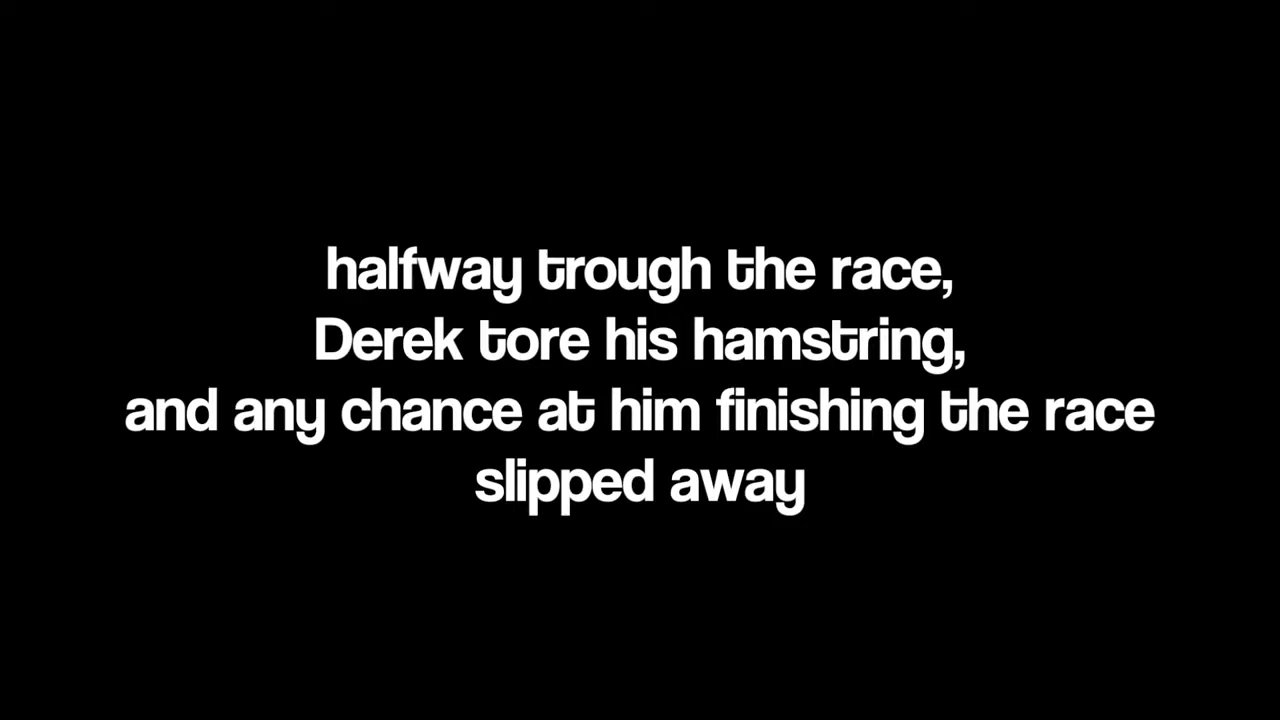 halfway trough the race,
Derek tore his hamstring,
and any chance at him finishing the race
slipped away